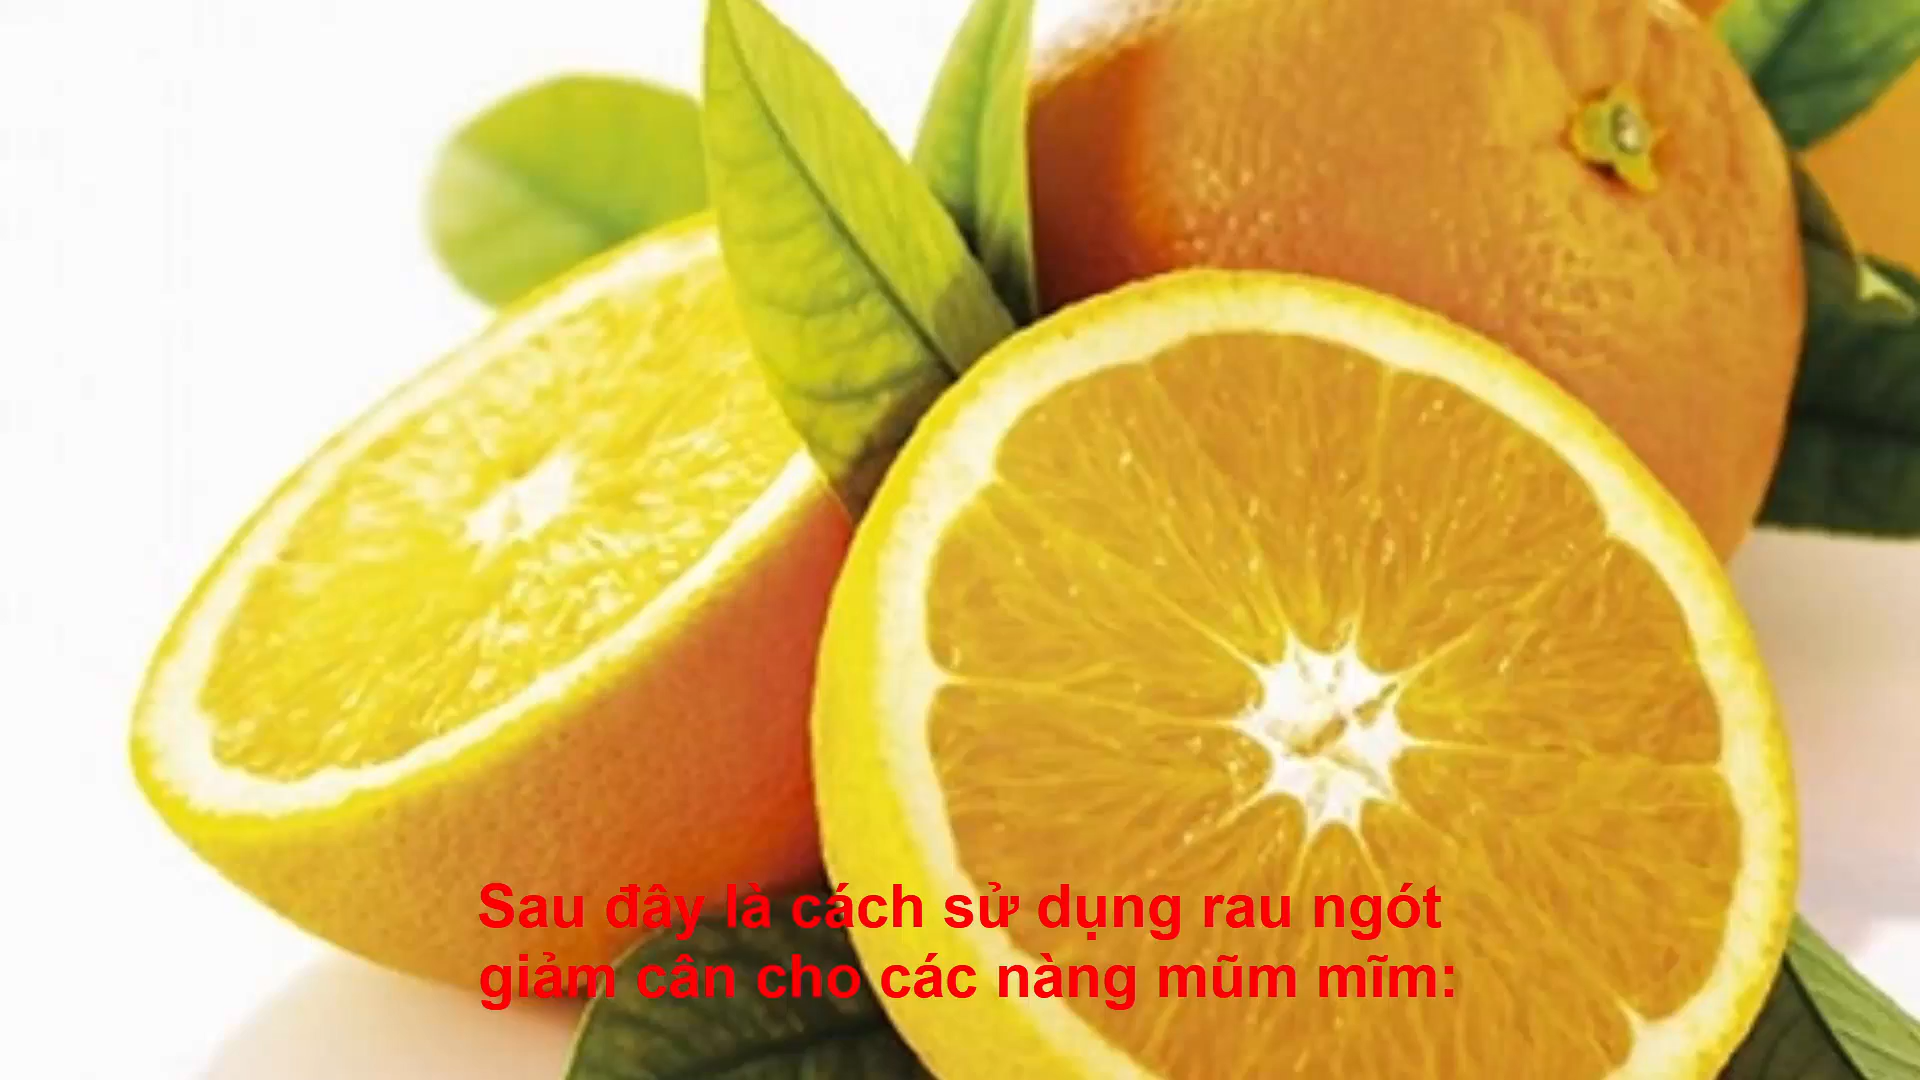 Sau đây là cách sử dụng rau ngót
giảm cân cho các nàng mũm mĩm: